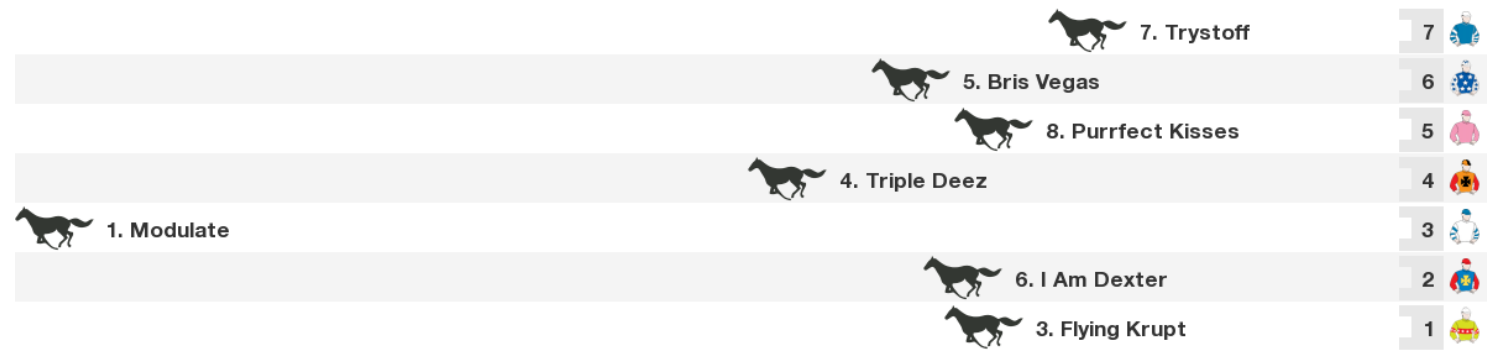 7. Trystoff 7
5. Bris Vegas 6
8. Purrfect Kisses 5
4. Triple Deez 4
1. Modulate 3
6. I Am Dexter 2
3. Flying Krupt 1